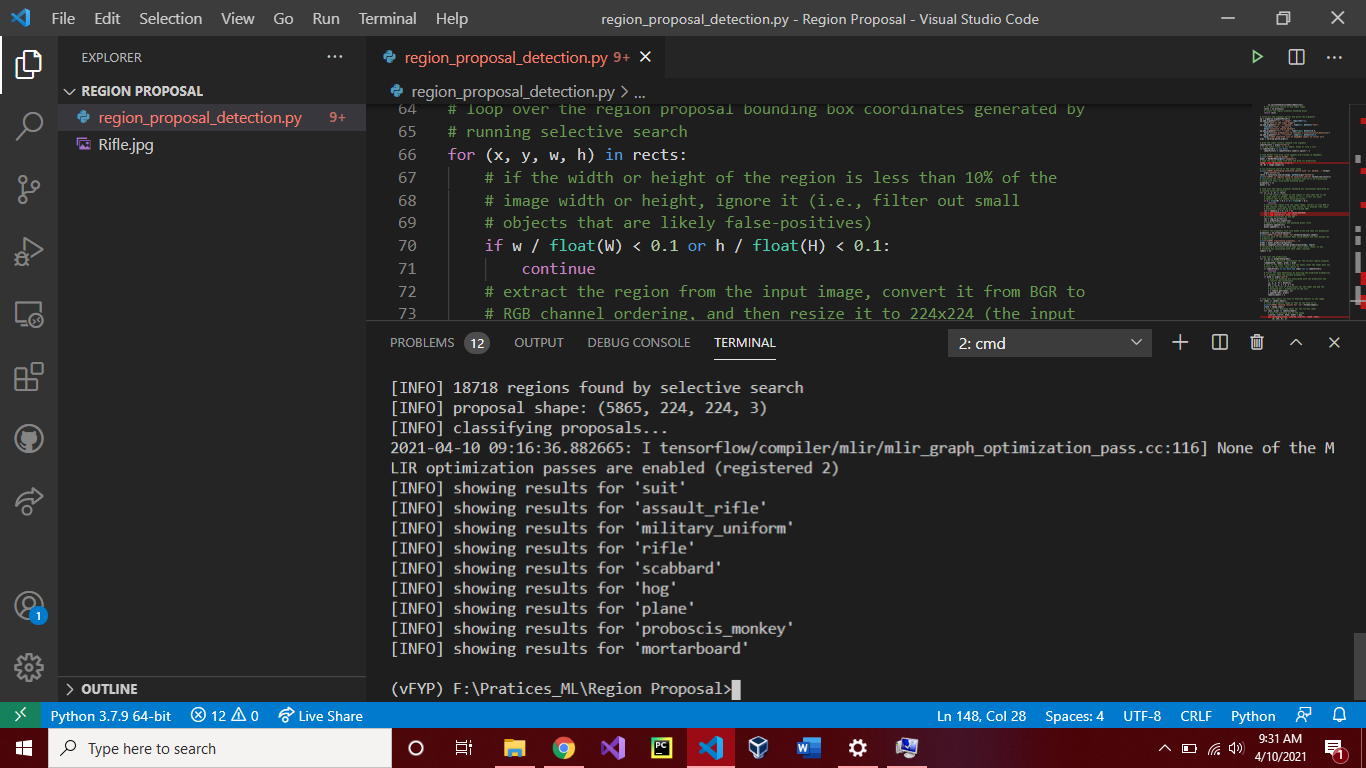 File Edit Selection View Go Run Terminal Help region_proposal_detection.py - Region Proposal - Visual Studio Code
EXPLORER
REGION PROPOSAL
region_proposal_detection.py 9+
Rifle.jpg
OUTLINE
1
region_proposal_detection.py 9+
region_proposal_detection.py > ...
64 # loop over the region proposal bounding box coordinates generated by
65 # running selective search
66 for (x, y, w, h) in rects:
67 # if the width or height of the region is less than 10% of the
68 # image width or height, ignore it (i.e., filter out small
69 # objects that are likely false-positives)
70 if w / float(W) < 0.1 or h / float(H) < 0.1:
71 continue
72 # extract the region from the input image, convert it from BGR to
73 # RGB channel ordering, and then resize it to 224x224 (the input
PROBLEMS 12 OUTPUT DEBUG CONSOLE TERMINAL 2: cmd
[INFO] 18718 regions found by selective search
[INFO] proposal shape: (5865, 224, 224, 3)
[INFO] classifying proposals...
2021-04-10 09:16:36.882665: I tensorflow/compiler/mlir/mlir_graph_optimization_pass.cc:116] None of the M
LIR optimization passes are enabled (registered 2)
[INFO] showing results for 'suit'
[INFO] showing results for 'assault_rifle'
[INFO] showing results for 'military_uniform'
[INFO] showing results for 'rifle'
[INFO] showing results for 'scabbard'
[INFO] showing results for 'hog'
[INFO] showing results for 'plane'
[INFO] showing results for 'proboscis_monkey'
[INFO] showing results for 'mortarboard'
(vFYP) F:\Pratices_ML\Region Proposal>
Python 3.7.9 64-bit 12 0 Live Share Ln 148, Col 28 Spaces: 4 UTF-8 CRLF Python
Type here to search
PC
9:31 AM
4/10/2021
1